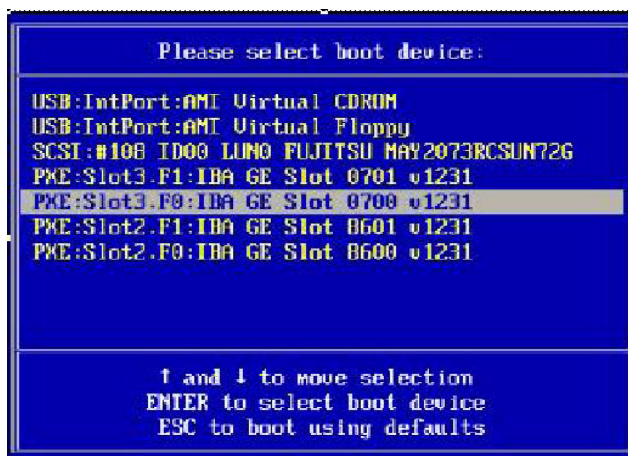 Please select boot device:
USB:IntPort:AMI Virtual CDROM
USB:IntPort:AMI Virtual Floppy
SCSI:#108 ID00 LUN0 FUJITSU MAY2073RCSUN72G
PXE:Slot3.F1:IBA GE Slot 0701 v1231
PXE:Slot3.F0:IBA GE Slot 0700 v1231
PXE:Slot2.F1:IBA GE Slot 8601 v1231
PXE:Slot2.F0:IBA GE Slot 8600 v1231
↑ and ↓ to move selection
ENTER to select boot device
ESC to boot using defaults